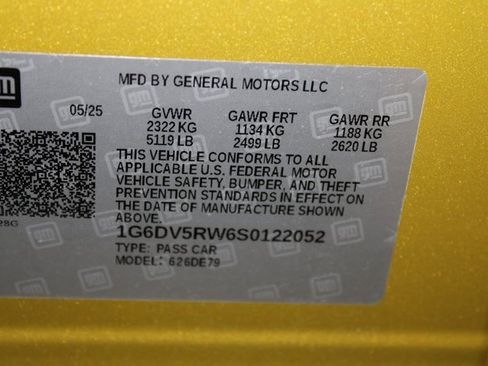 gm
MFD BY GENERAL MOTORS LLC
05/25 GVWR GAWR FRT GAWR RR
2322 KG 1134 KG 1188 KG
5119 LB 2499 LB 2620 LB
THIS VEHICLE CONFORMS TO ALL
APPLICABLE U.S. FEDERAL MOTOR
VEHICLE SAFETY, BUMPER, AND THEFT
PREVENTION STANDARDS IN EFFECT ON
THE DATE OF MANUFACTURE SHOWN
ABOVE.
28G
1G6DV5RW6S0122052
TYPE: PASS CAR
MODEL: 626DE79